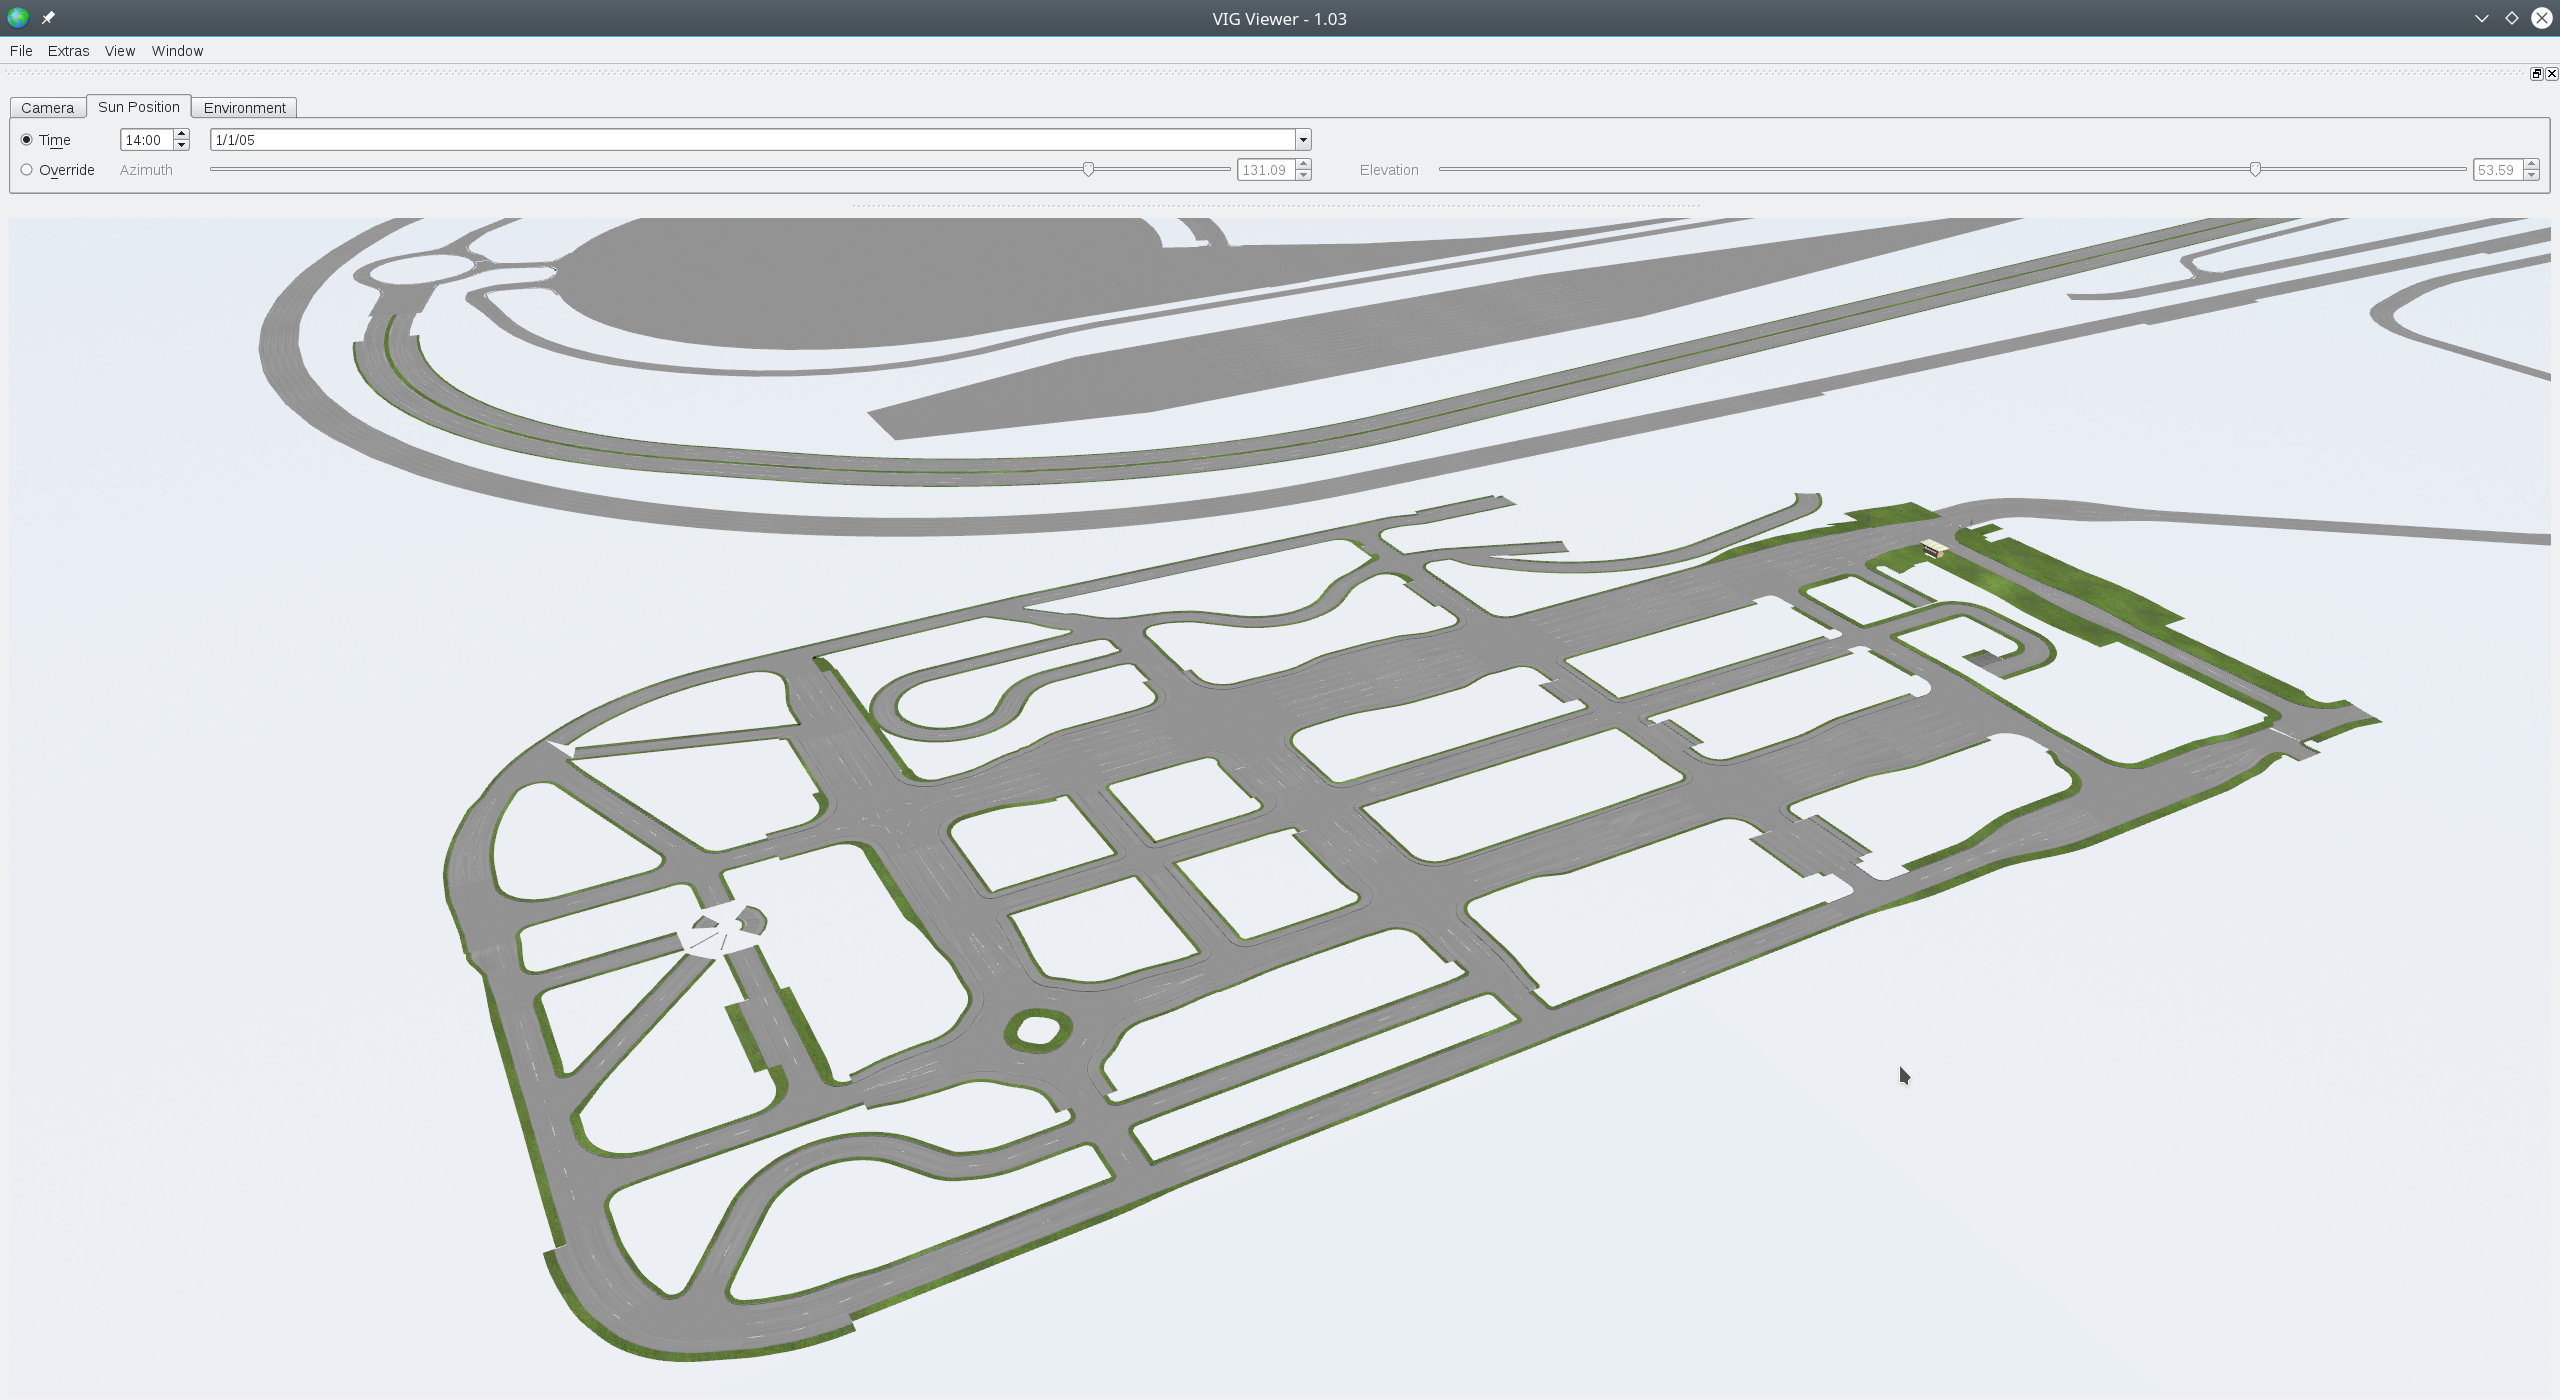 VIG Viewer - 1.03
File Extras View Window
Camera Sun Position Environment
Time 14:00 1/1/05
Override Azimuth 131.09 Elevation 53.59